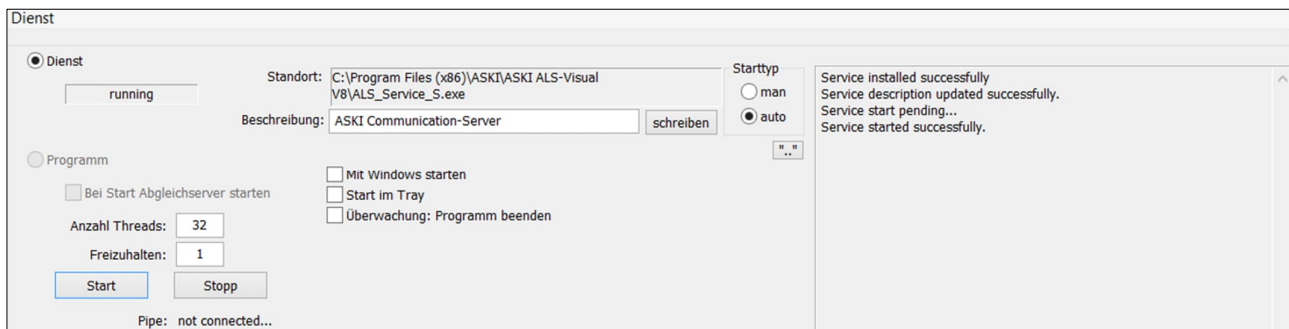 Dienst
Dienst
running
Standort:
C:\Program Files (x86)\ASKI\ASKI ALS-Visual
V8\ALS_Service_S.exe
Beschreibung:
ASKI Communication-Server
schreiben
Starttyp
man
auto
".."
Programm
Bei Start Abgleichserver starten
Anzahl Threads: 32
Freizuhalten: 1
Start
Stopp
Pipe: not connected...
Mit Windows starten
Start im Tray
Überwachung: Programm beenden
Service installed successfully
Service description updated successfully.
Service start pending...
Service started successfully.